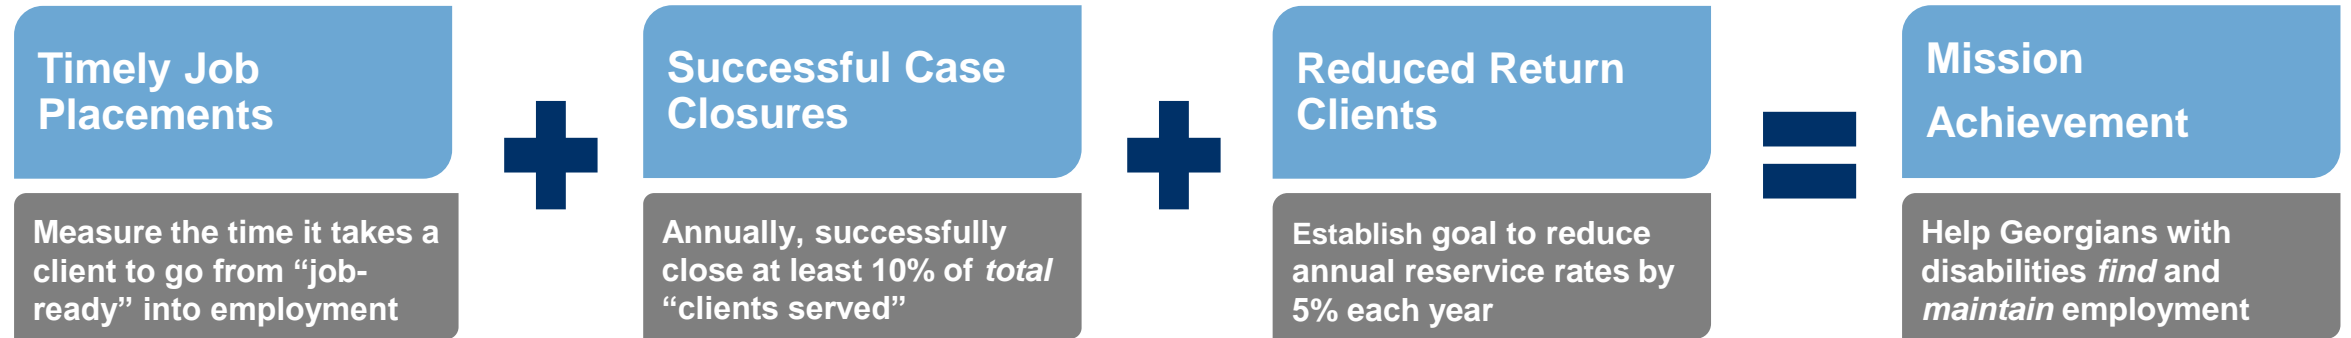 Timely Job
Placements
Measure the time it takes a
client to go from “job-
ready” into employment
Successful Case
Closures
Annually, successfully
close at least 10% of total
“clients served”
Reduced Return
Clients
Establish goal to reduce
annual reservice rates by
5% each year
Mission
Achievement
Help Georgians with
disabilities find and
maintain employment